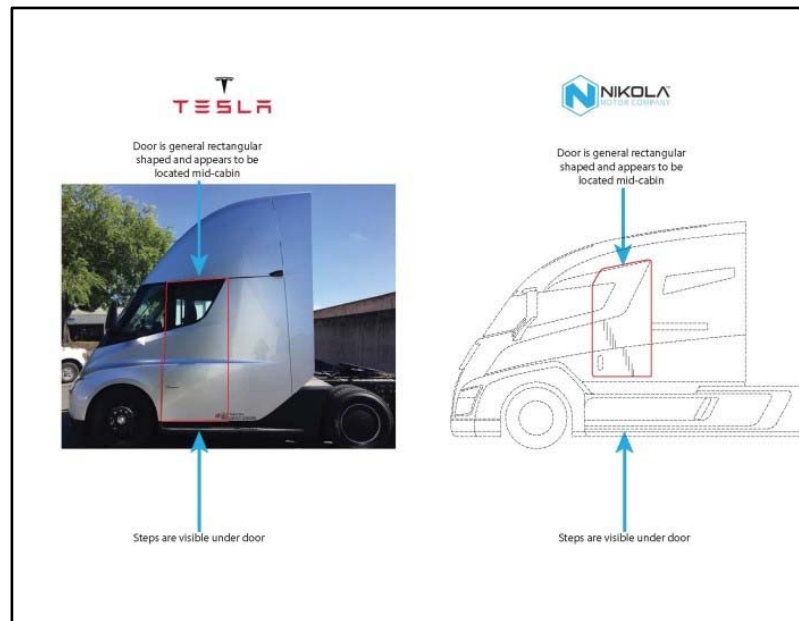 TESLA
Door is general rectangular
shaped and appears to be
located mid-cabin
Steps are visible under door
NIKOLA™
MOTOR COMPANY
Door is general rectangular
shaped and appears to be
located mid-cabin
Steps are visible under door